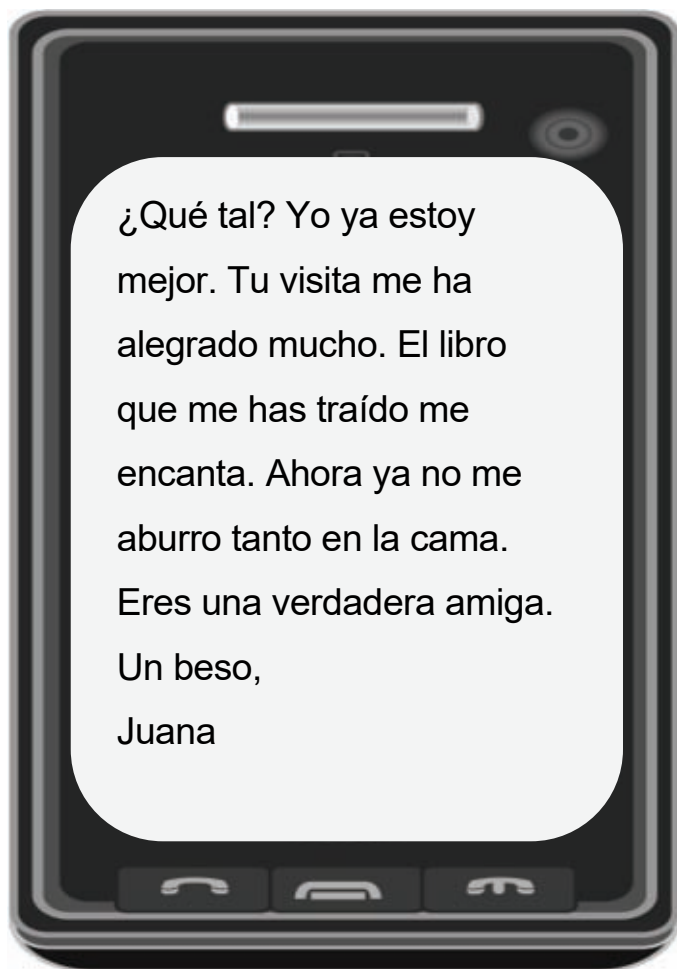 ¿Qué tal? Yo ya estoy
mejor. Tu visita me ha
alegrado mucho. El libro
que me has traído me
encanta. Ahora ya no me
aburro tanto en la cama.
Eres una verdadera amiga.
Un beso,
Juana